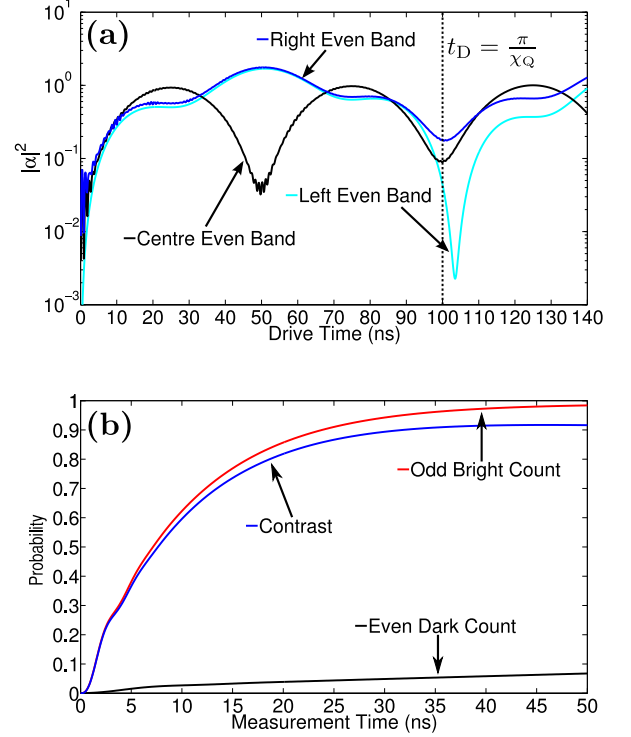 (a)
10^1
10^0
10^-1
10^-2
10^-3
|α|^2
Right Even Band
t_D = π/χ_Q
Left Even Band
Centre Even Band
0 10 20 30 40 50 60 70 80 90 100 110 120 130 140
Drive Time (ns)
(b)
1
0.9
0.8
0.7
0.6
0.5
0.4
0.3
0.2
0.1
0
Probability
Odd Bright Count
Contrast
Even Dark Count
0 5 10 15 20 25 30 35 40 45 50
Measurement Time (ns)